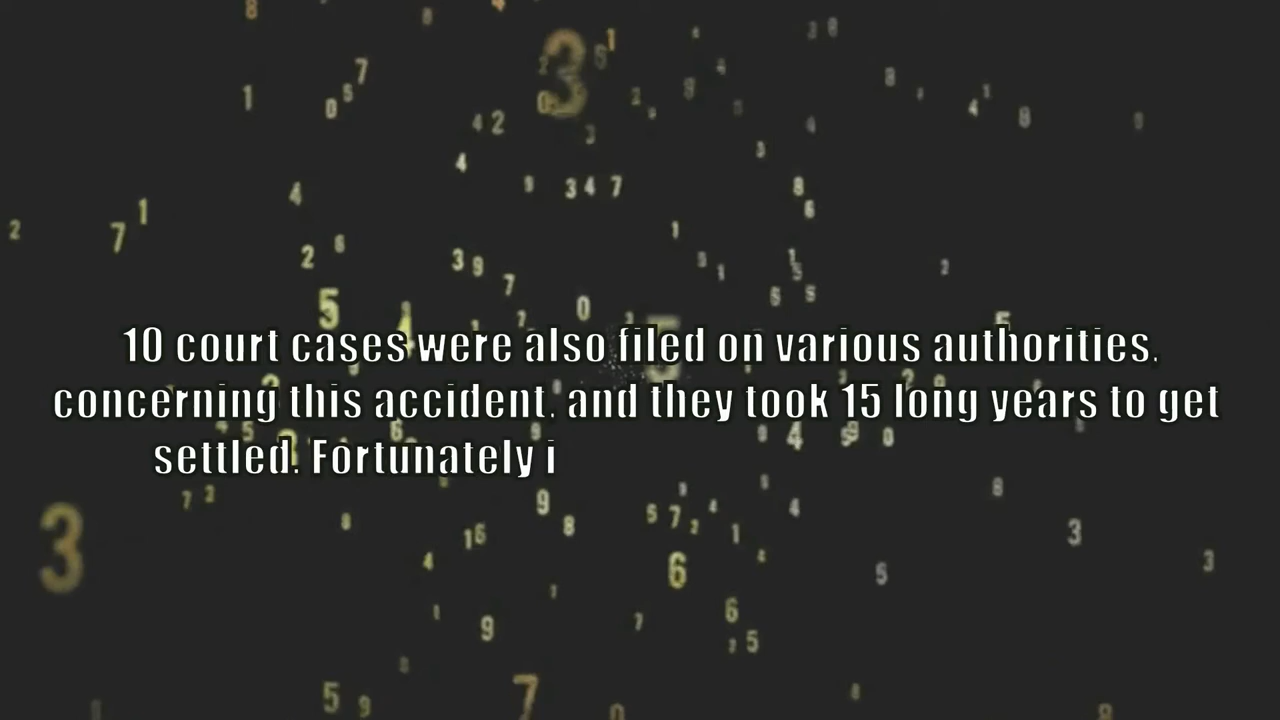 10 court cases were also filed on various authorities,
concerning this accident, and they took 15 long years to get
settled. Fortunately i